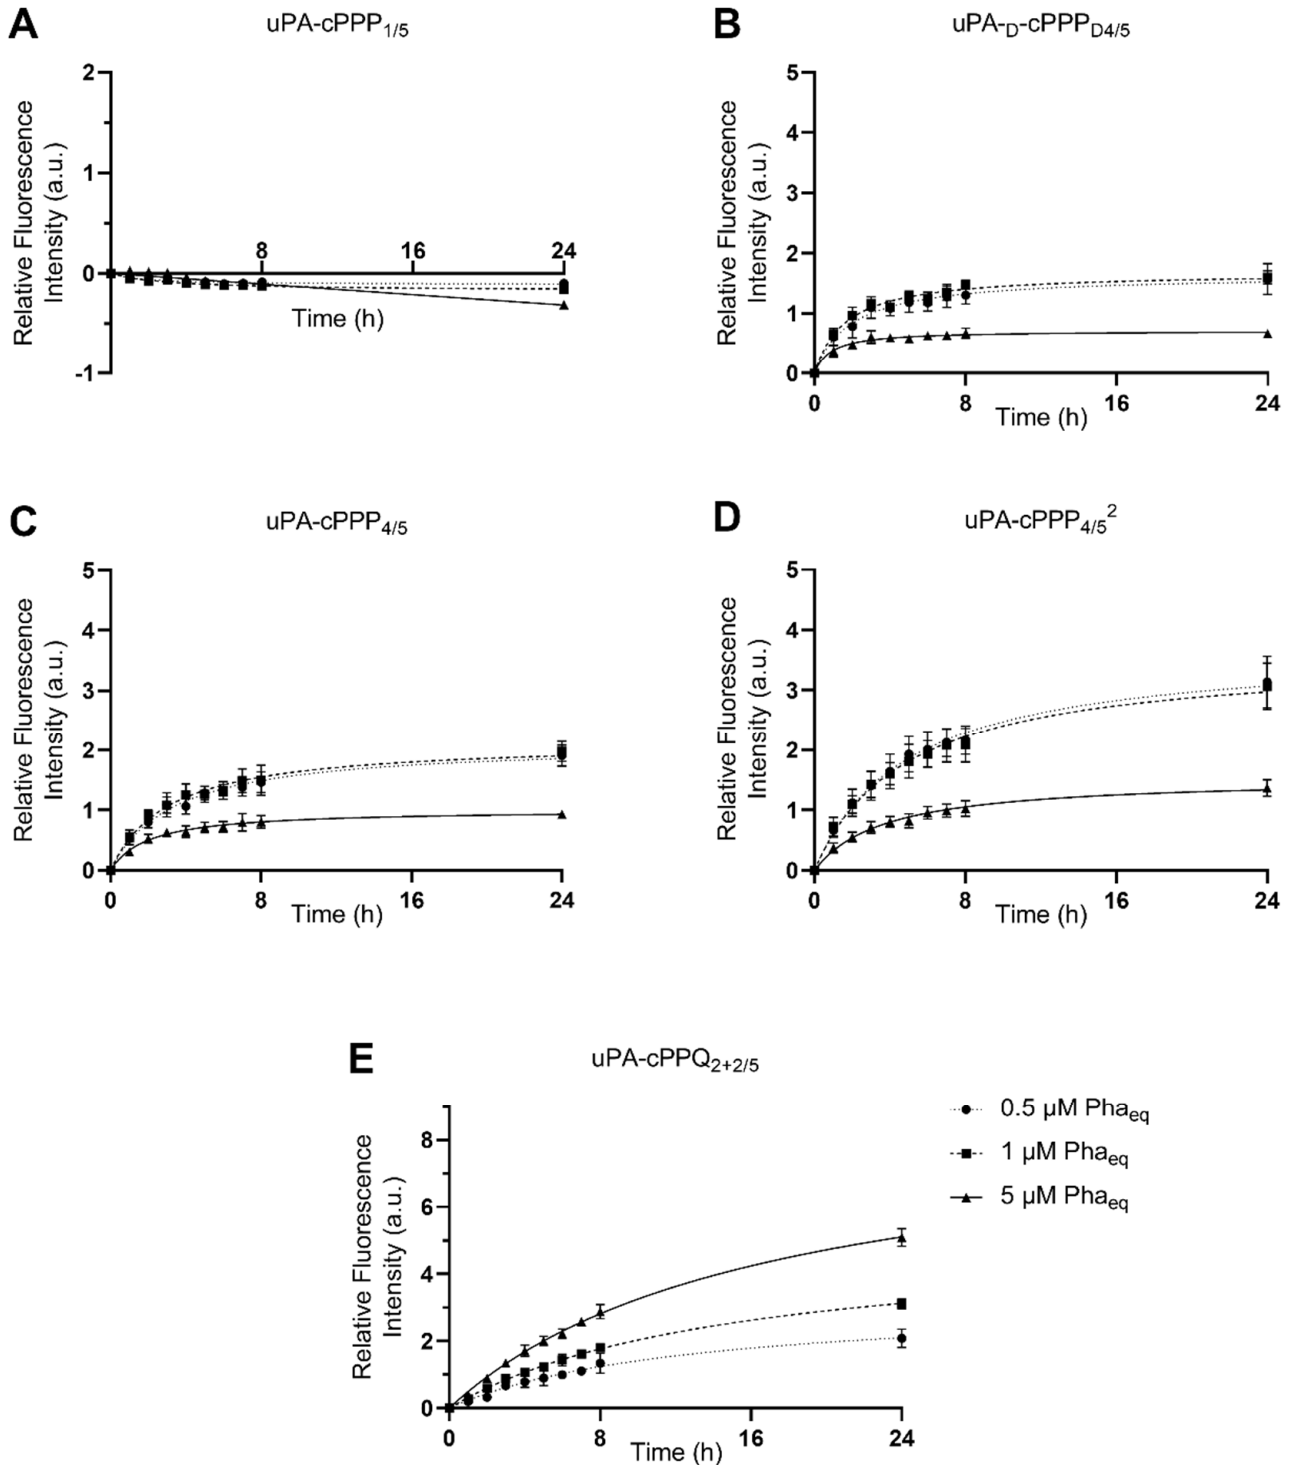 A
uPA-cPPP1/5
Relative Fluorescence
Intensity (a.u.)
2
1
0
-1
8
16
24
Time (h)
B
uPA-D-cPPPD4/5
Relative Fluorescence
Intensity (a.u.)
5
4
3
2
1
0
0
8
16
24
Time (h)
C
uPA-cPPP4/5
Relative Fluorescence
Intensity (a.u.)
5
4
3
2
1
0
0
8
16
24
Time (h)
D
uPA-cPPP4/5²
Relative Fluorescence
Intensity (a.u.)
5
4
3
2
1
0
0
8
16
24
Time (h)
E
uPA-cPPQ2+2/5
Relative Fluorescence
Intensity (a.u.)
8
6
4
2
0
0
8
16
24
Time (h)
0.5 µM Phaeq
1 µM Phaeq
5 µM Phaeq